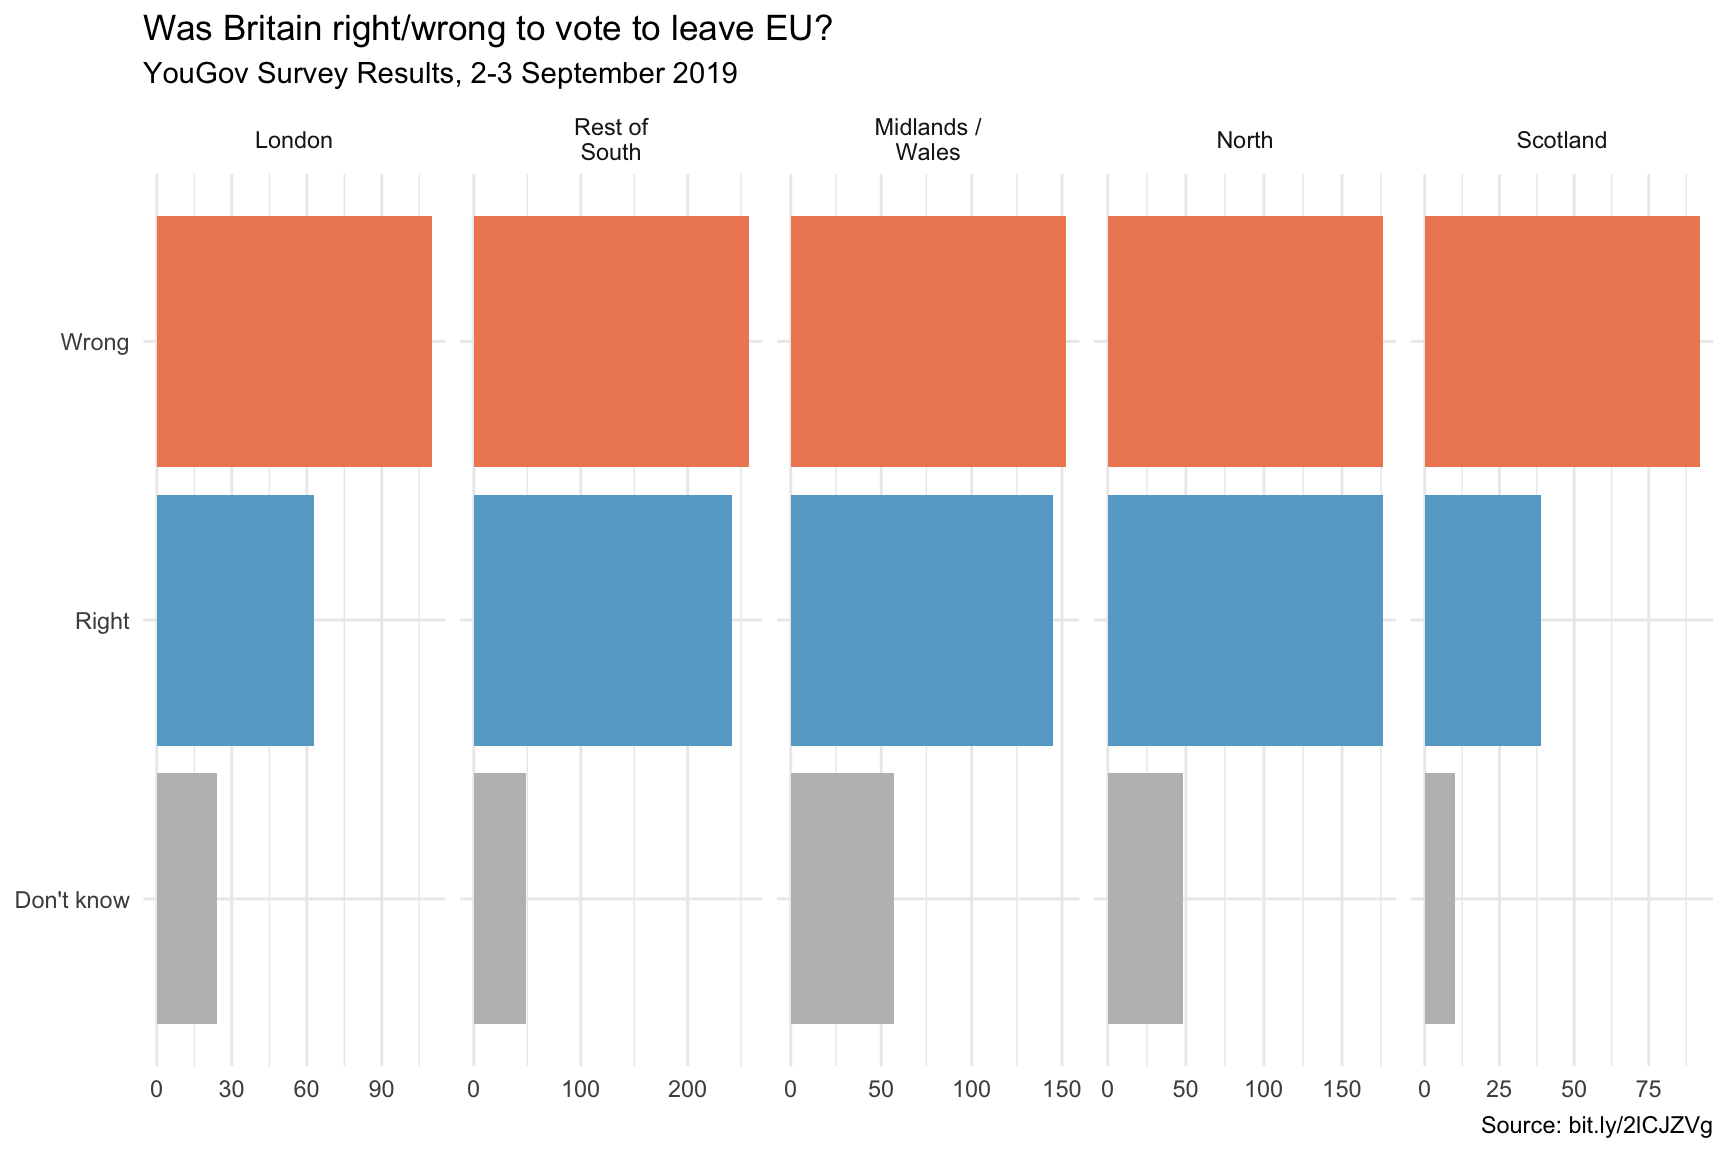 Was Britain right/wrong to vote to leave EU?
YouGov Survey Results, 2-3 September 2019
London
Rest of
South
Midlands /
Wales
North
Scotland
Wrong
Right
Don't know
0 30 60 90
0 100 200
0 50 100 150
0 50 100 150
0 25 50 75
Source: bit.ly/2lCJZVg